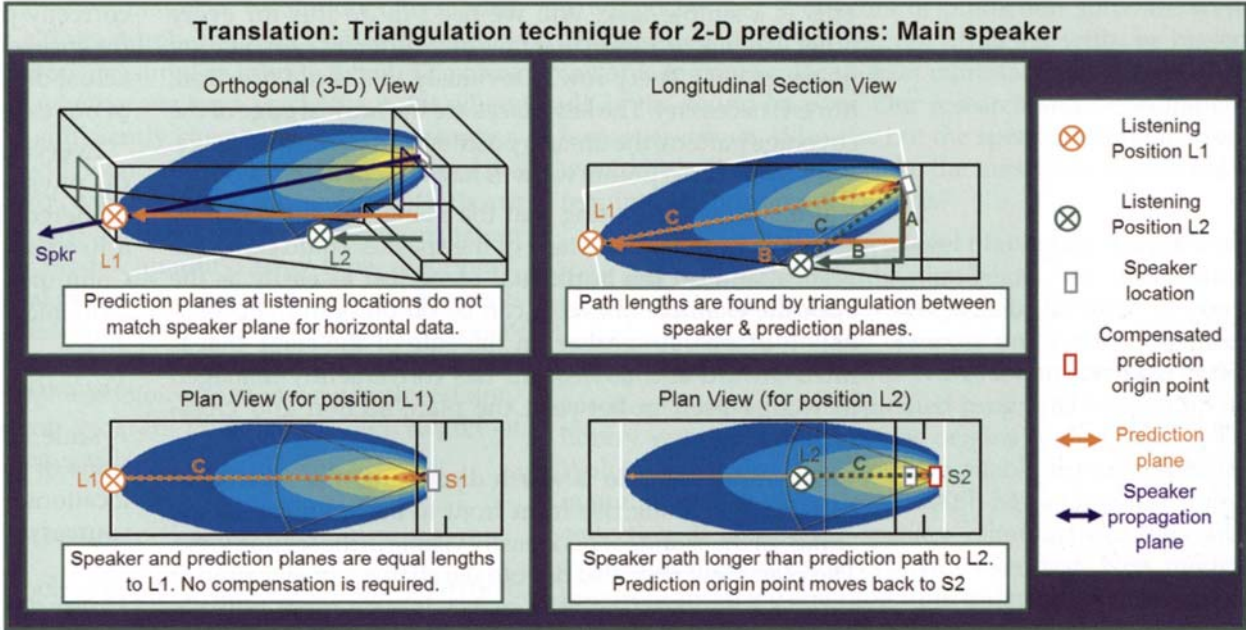 Translation: Triangulation technique for 2-D predictions: Main speaker
Orthogonal (3-D) View
Spkr
L1
L2
Prediction planes at listening locations do not
match speaker plane for horizontal data.
Longitudinal Section View
L1
C
C
A
B
B
L2
Path lengths are found by triangulation between
speaker & prediction planes.
Plan View (for position L1)
L1
C
S1
Speaker and prediction planes are equal lengths
to L1. No compensation is required.
Plan View (for position L2)
L2
C
S2
Speaker path longer than prediction path to L2.
Prediction origin point moves back to S2
Listening
Position L1
Listening
Position L2
Speaker
location
Compensated
prediction
origin point
Prediction
plane
Speaker
propagation
plane